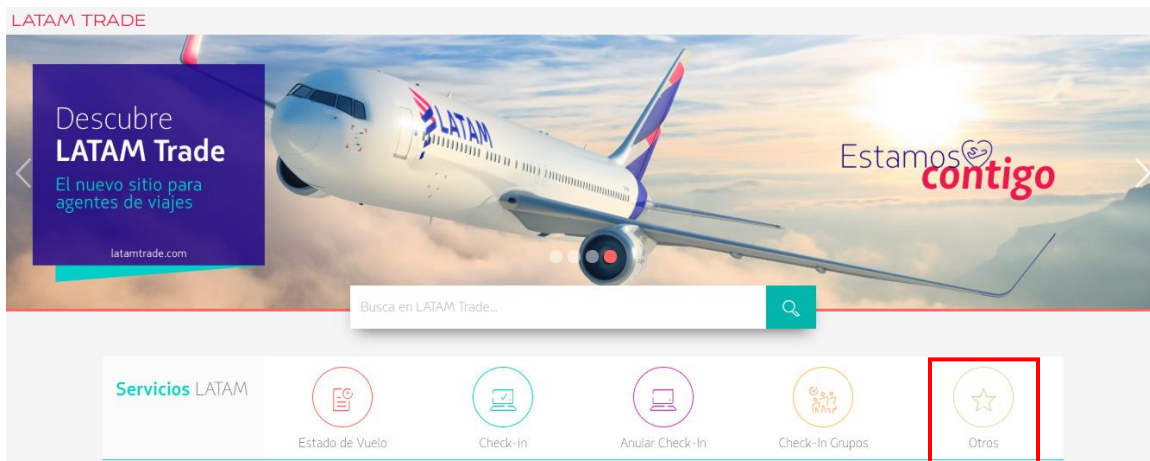 LATAM TRADE
Descubre
LATAM Trade
El nuevo sitio para
agentes de viajes
latamtrade.com
LATAM
Estamos
contigo
Busca en LATAM Trade...
Servicios LATAM
Estado de Vuelo
Check-in
Anular Check-In
Check-In Grupos
Otros